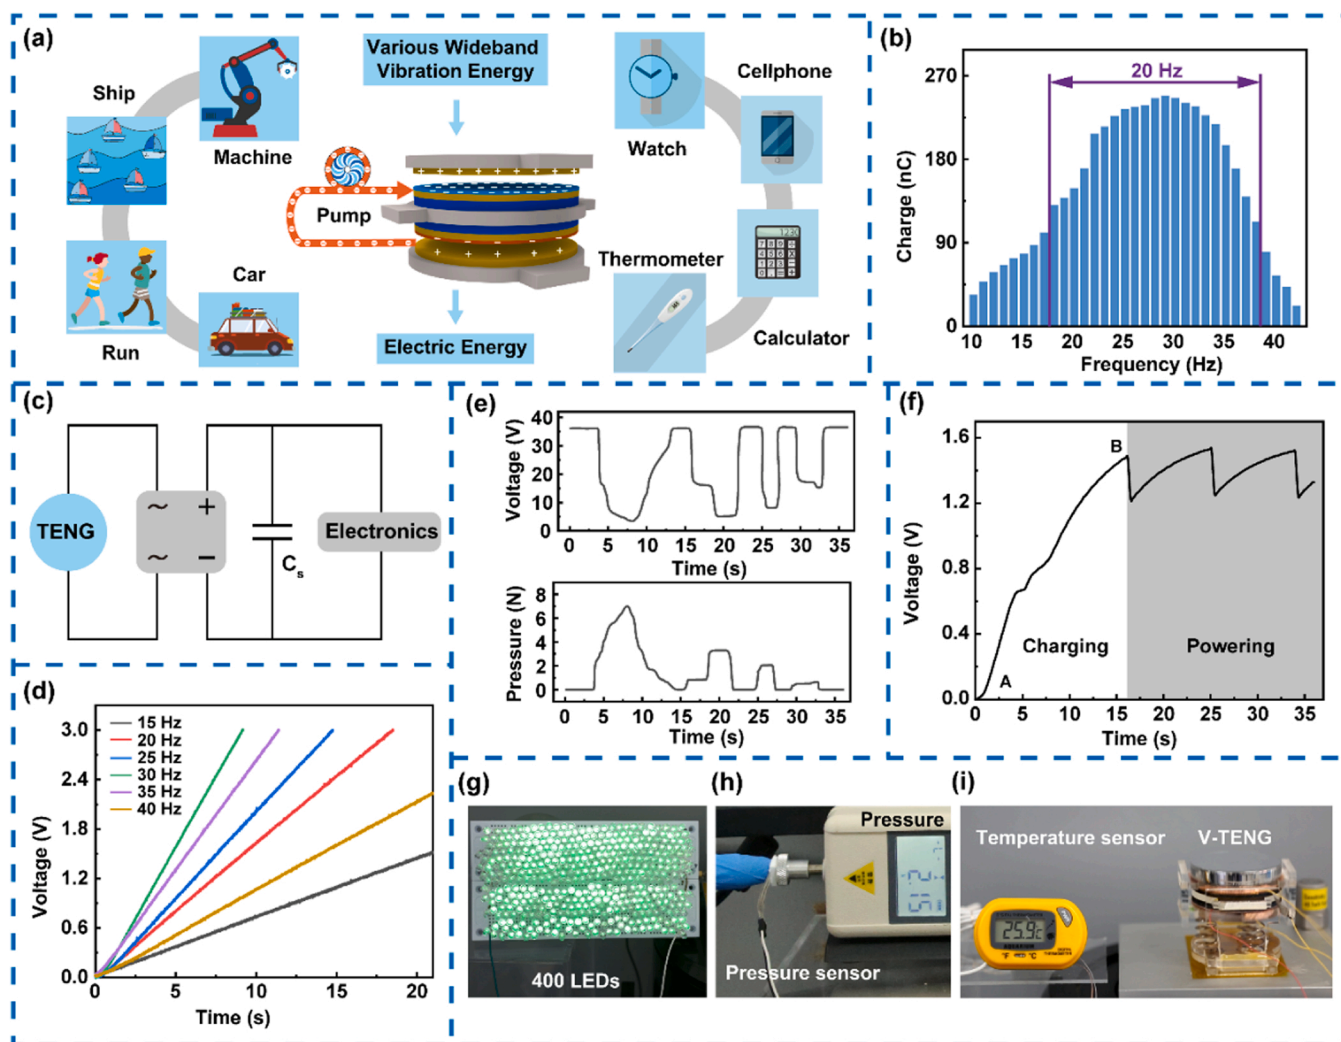 (a)
Various Wideband
Vibration Energy
Ship
Machine
Pump
Run
Car
Electric Energy
Watch
Cellphone
Thermometer
Calculator
1230
(b)
20 Hz
Charge (nC)
270
180
90
0
10 15 20 25 30 35 40
Frequency (Hz)
(c)
TENG
~ +
~ −
Cs
Electronics
(d)
Voltage (V)
3.0
2.4
1.8
1.2
0.6
0.0
15 Hz
20 Hz
25 Hz
30 Hz
35 Hz
40 Hz
0 5 10 15 20
Time (s)
(e)
Voltage (V)
40
30
20
10
0
0 5 10 15 20 25 30 35
Time (s)
Pressure (N)
8
6
4
2
0
0 5 10 15 20 25 30 35
Time (s)
(f)
Voltage (V)
1.6
1.2
0.8
0.4
0.0
A
B
Charging
Powering
0 5 10 15 20 25 30 35
Time (s)
(g)
400 LEDs
(h)
Pressure
Pressure sensor
(i)
Temperature sensor
V-TENG
25.9c
°F °C